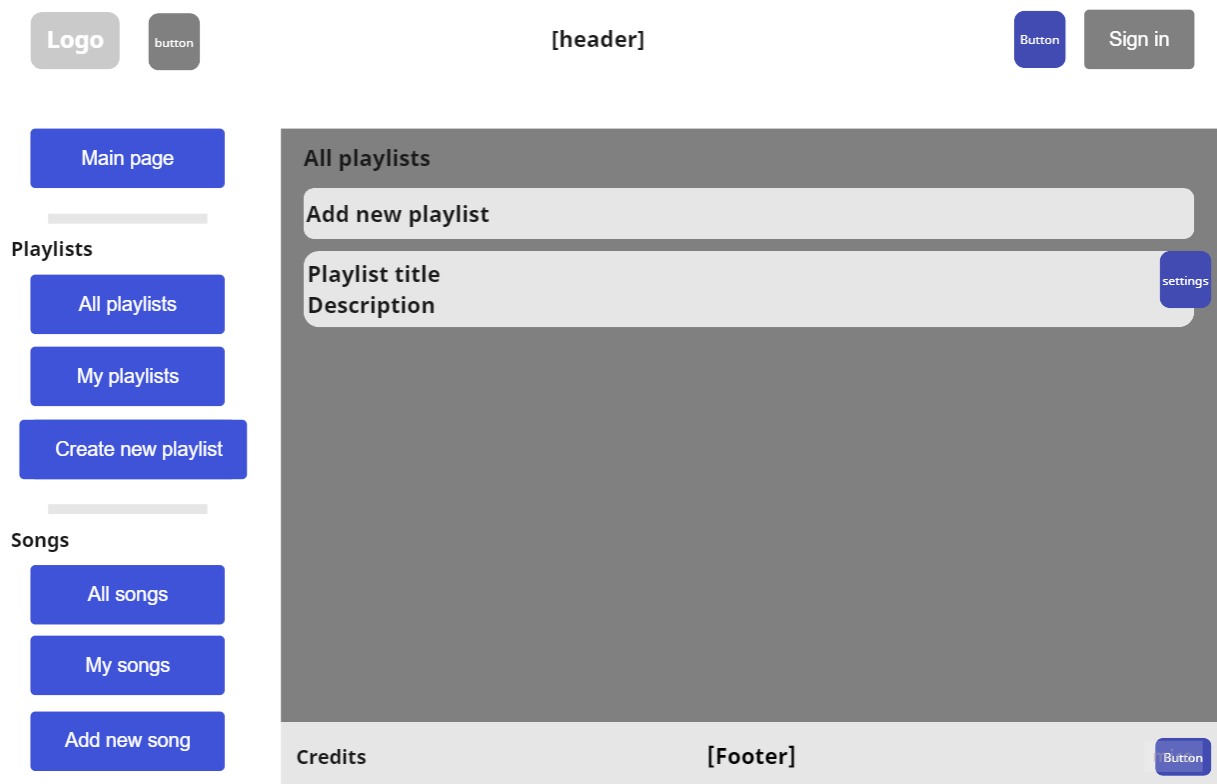 Logo
button
[header]
Button
Sign in
Main page
Playlists
All playlists
My playlists
Create new playlist
Songs
All songs
My songs
Add new song
All playlists
Add new playlist
Playlist title
Description
settings
Credits
[Footer]
Button